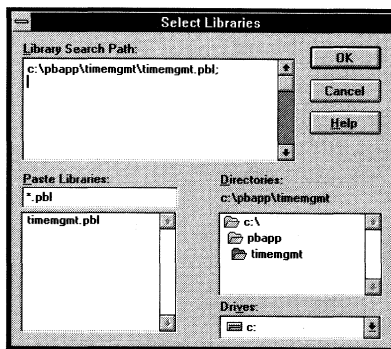 Select Libraries
Library Search Path:
c:\pbapp\timemgmt\timemgmt.pbl;
OK
Cancel
Help
Paste Libraries:
*.pbl
timemgmt.pbl
Directories:
c:\pbapp\timemgmt
c:\
pbapp
timemgmt
Drives:
c: